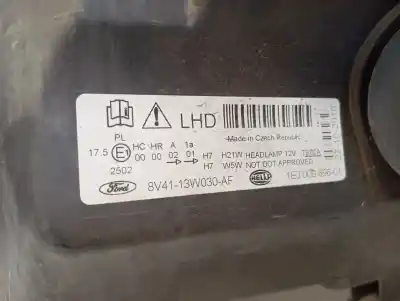 LHD
Made in Czech Republic
PL HC HR A 1a
17.5 E1 00 00 02 01 H7 H21W HEADLAMP 12V
H7 W5W NOT DOT APPROVED
2502
Ford 8V41-13W030-AF HELLA